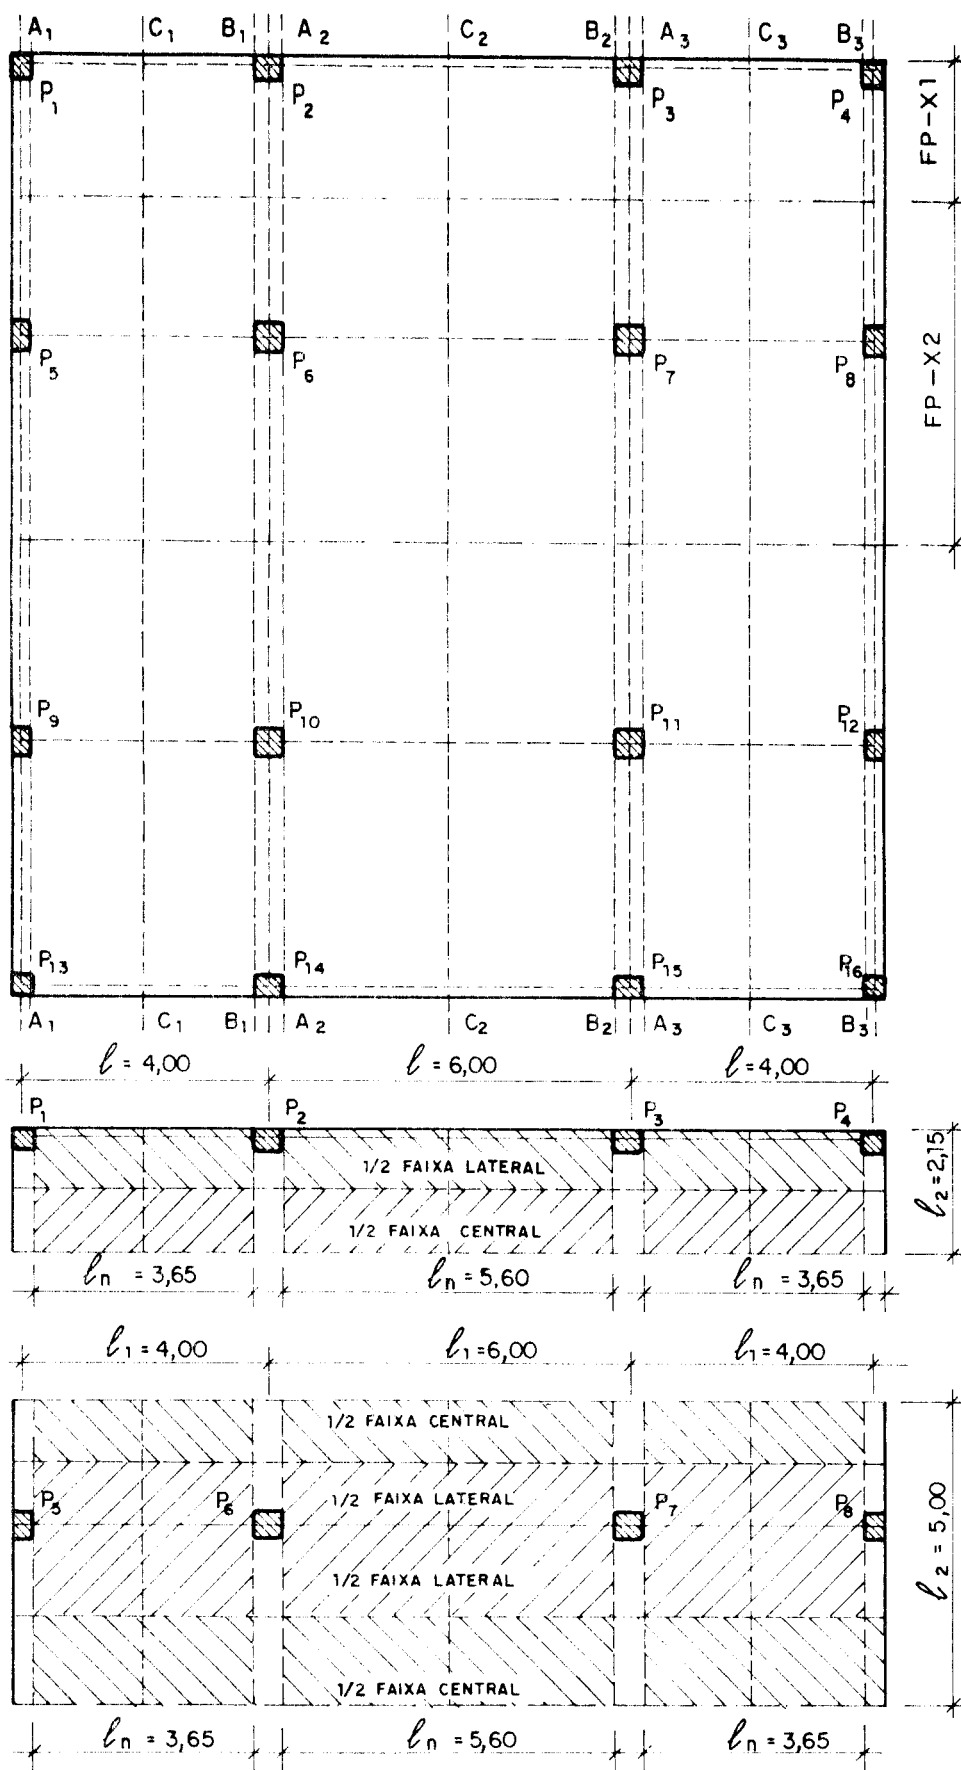 A₁ C₁ B₁ A₂ C₂ B₂ A₃ C₃ B₃
P₁ P₂ P₃ P₄
FP-X1
P₅ P₆ P₇ P₈
FP-X2
P₉ P₁₀ P₁₁ P₁₂
P₁₃ P₁₄ P₁₅ P₁₆
A₁ C₁ B₁ A₂ C₂ B₂ A₃ C₃ B₃
ℓ = 4,00 ℓ = 6,00 ℓ = 4,00
P₁ P₂ P₃ P₄
1/2 FAIXA LATERAL
1/2 FAIXA CENTRAL
ℓ₂ = 2,15
ℓn = 3,65 ℓn = 5,60 ℓn = 3,65
ℓ₁ = 4,00 ℓ₁ = 6,00 ℓ₁ = 4,00
1/2 FAIXA CENTRAL
P₅ P₆ 1/2 FAIXA LATERAL P₇ P₈
1/2 FAIXA LATERAL
ℓ₂ = 5,00
1/2 FAIXA CENTRAL
ℓn = 3,65 ℓn = 5,60 ℓn = 3,65